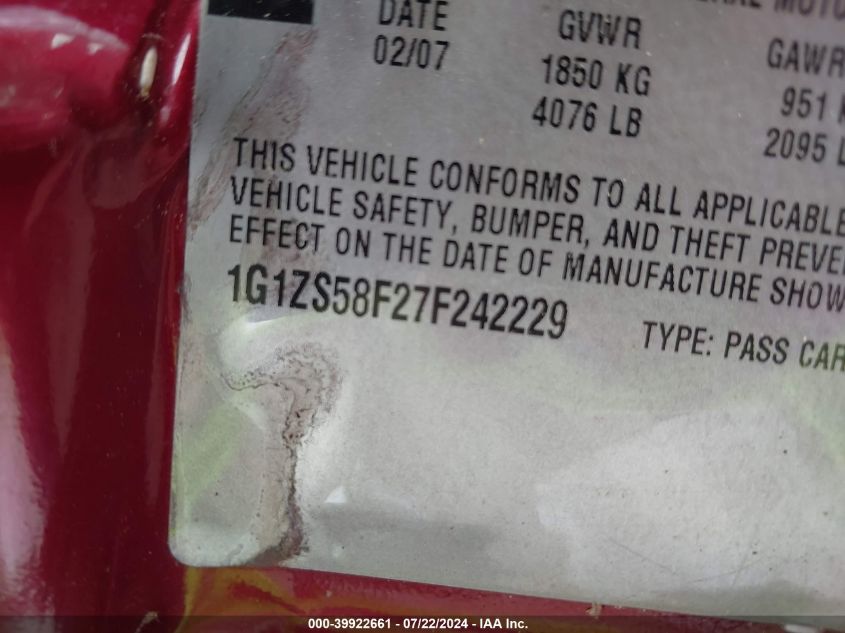 DATE GVWR GAWR
02/07 1850 KG 951
4076 LB 2095
THIS VEHICLE CONFORMS TO ALL APPLICABLE
VEHICLE SAFETY, BUMPER, AND THEFT PREVE
EFFECT ON THE DATE OF MANUFACTURE SHOW
1G1ZS58F27F242229 TYPE: PASS CAR
000-39922661 - 07/22/2024 - IAA Inc.